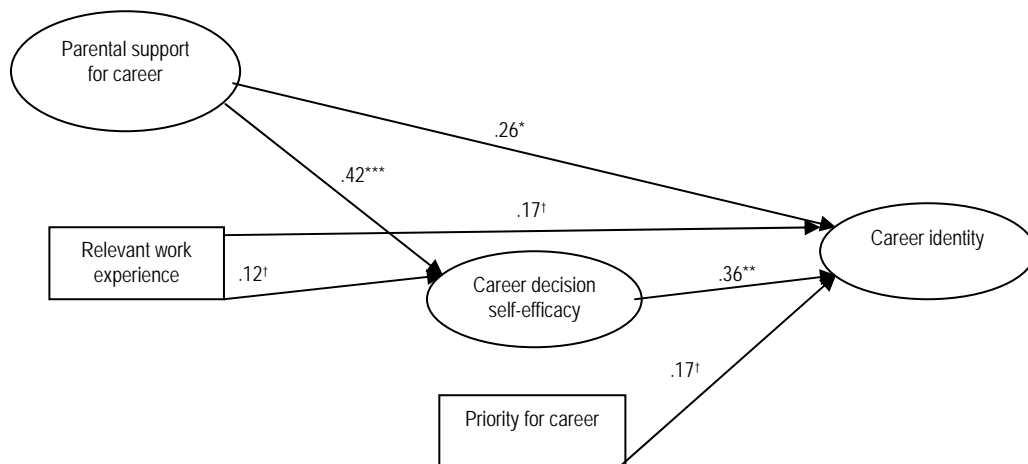 Parental support
for career
.26*
.42***
.17†
Relevant work
experience
.12†
Career identity
Career decision
self-efficacy
.36**
.17†
Priority for career